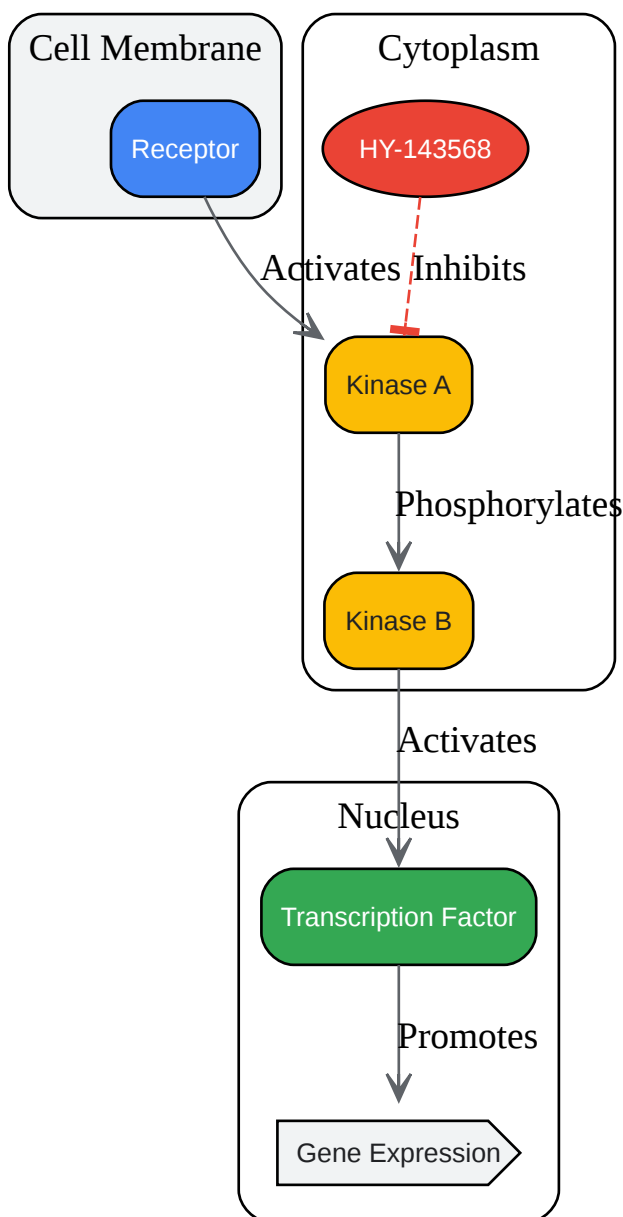 Cell Membrane
Cytoplasm
Receptor
HY-143568
Activates
Inhibits
Kinase A
Phosphorylates
Kinase B
Activates
Nucleus
Transcription Factor
Promotes
Gene Expression